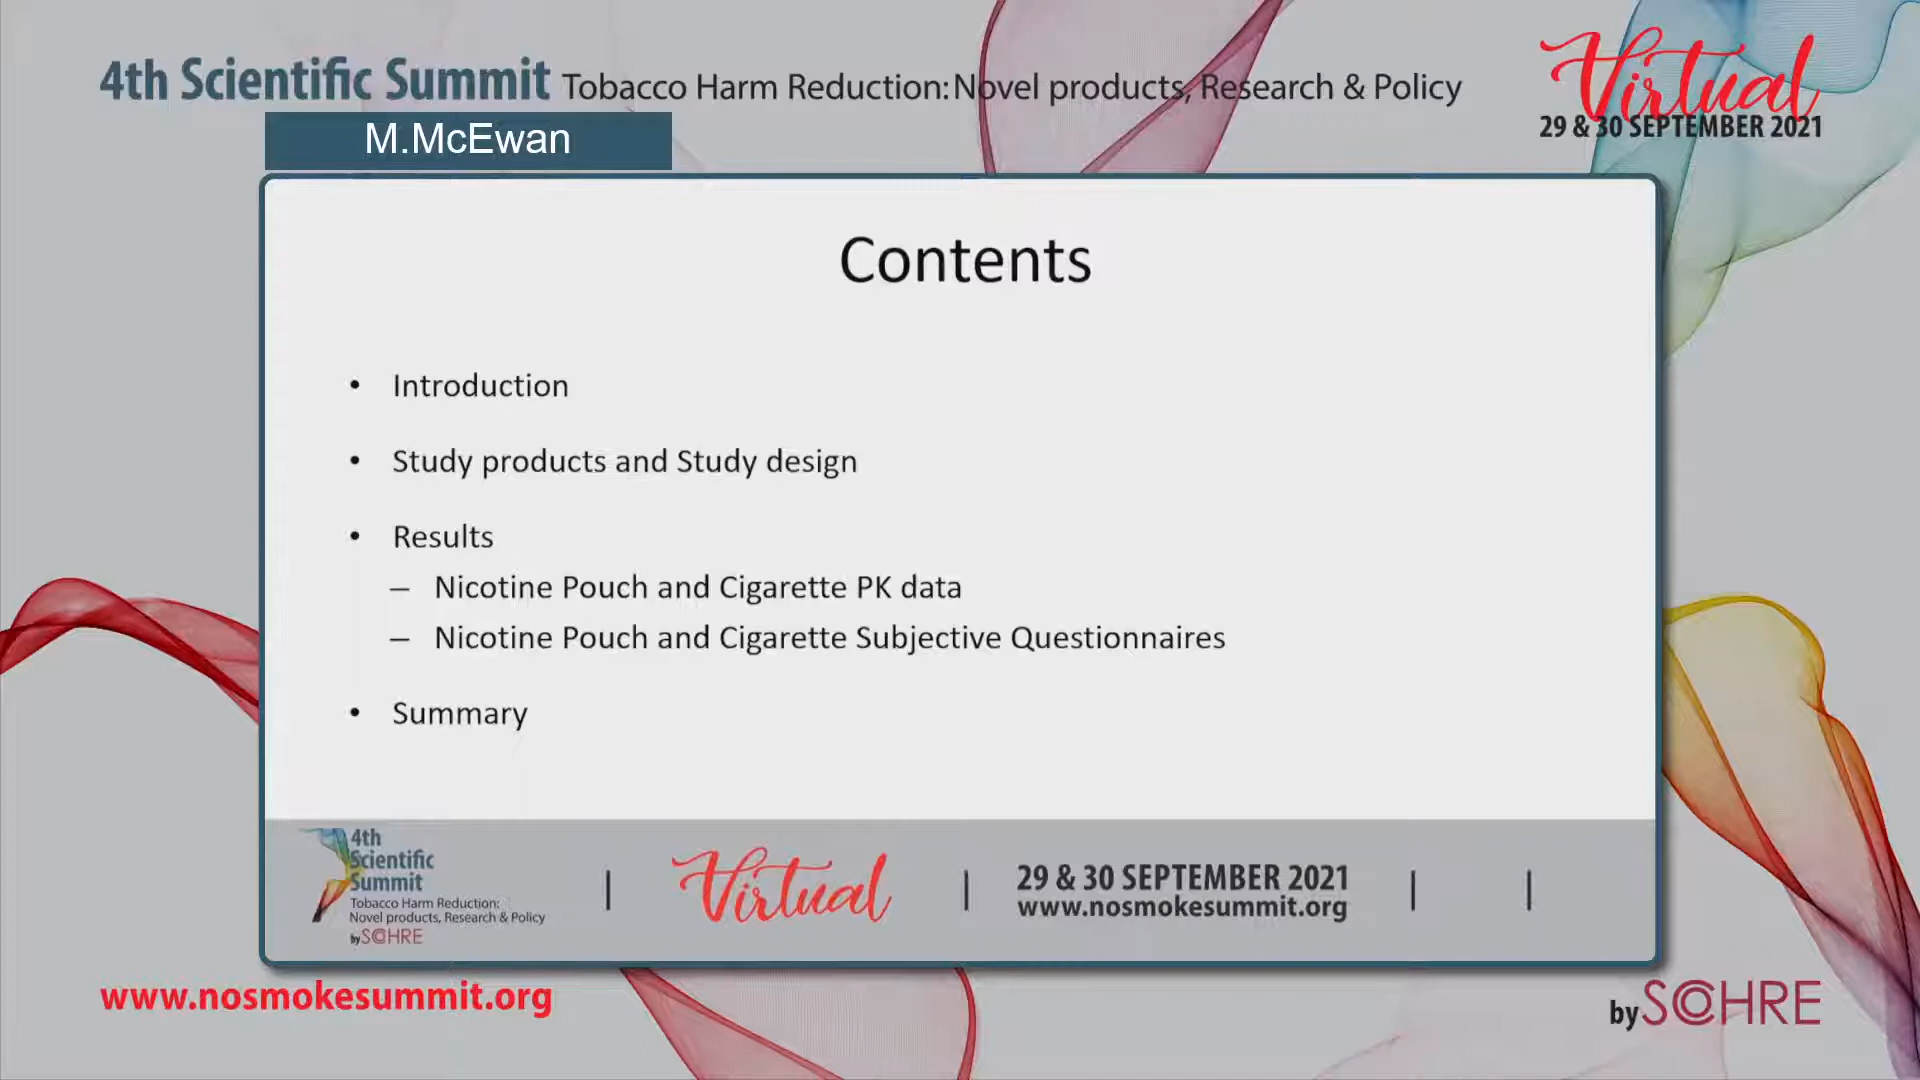 4th Scientific Summit Tobacco Harm Reduction: Novel products, Research & Policy
Virtual
29 & 30 SEPTEMBER 2021
M.McEwan
Contents
• Introduction
• Study products and Study design
• Results
– Nicotine Pouch and Cigarette PK data
– Nicotine Pouch and Cigarette Subjective Questionnaires
• Summary
4th
Scientific
Summit
Tobacco Harm Reduction:
Novel products, Research & Policy
by SCOHRE
Virtual
29 & 30 SEPTEMBER 2021
www.nosmokesummit.org
www.nosmokesummit.org
by SCOHRE